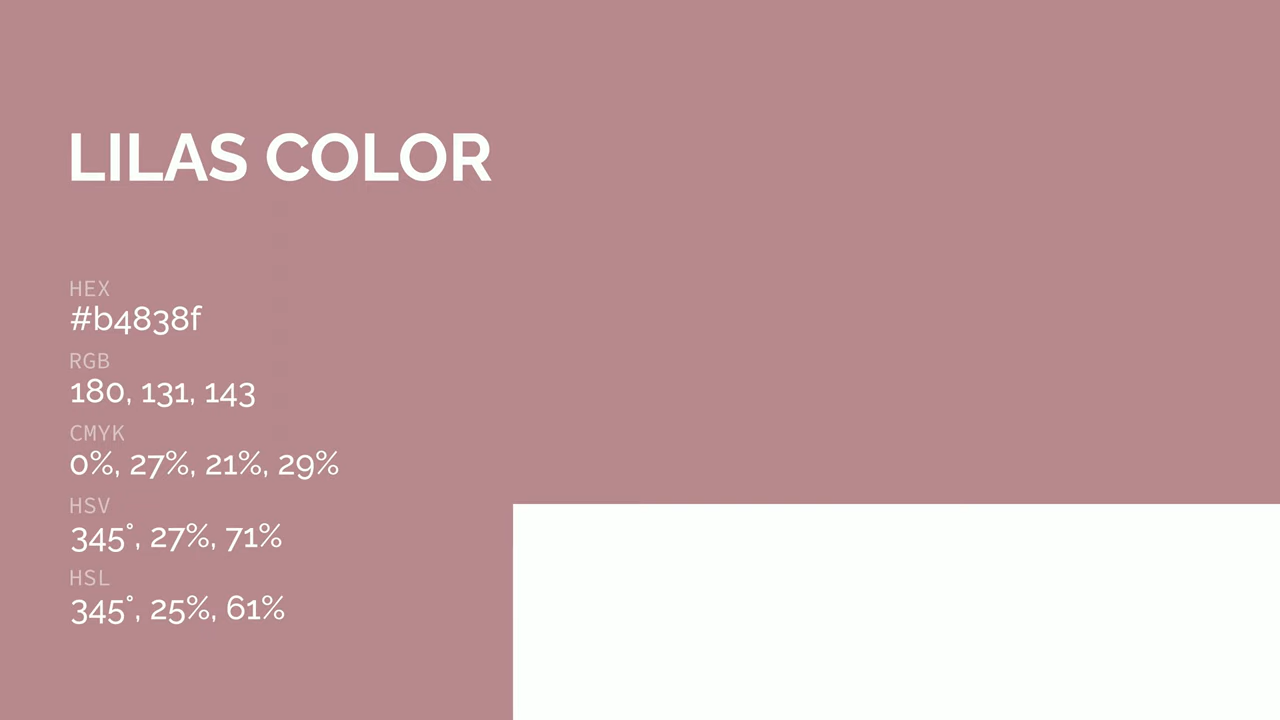 LILAS COLOR
HEX
#b4838f
RGB
180, 131, 143
CMYK
0%, 27%, 21%, 29%
HSV
345°, 27%, 71%
HSL
345°, 25%, 61%